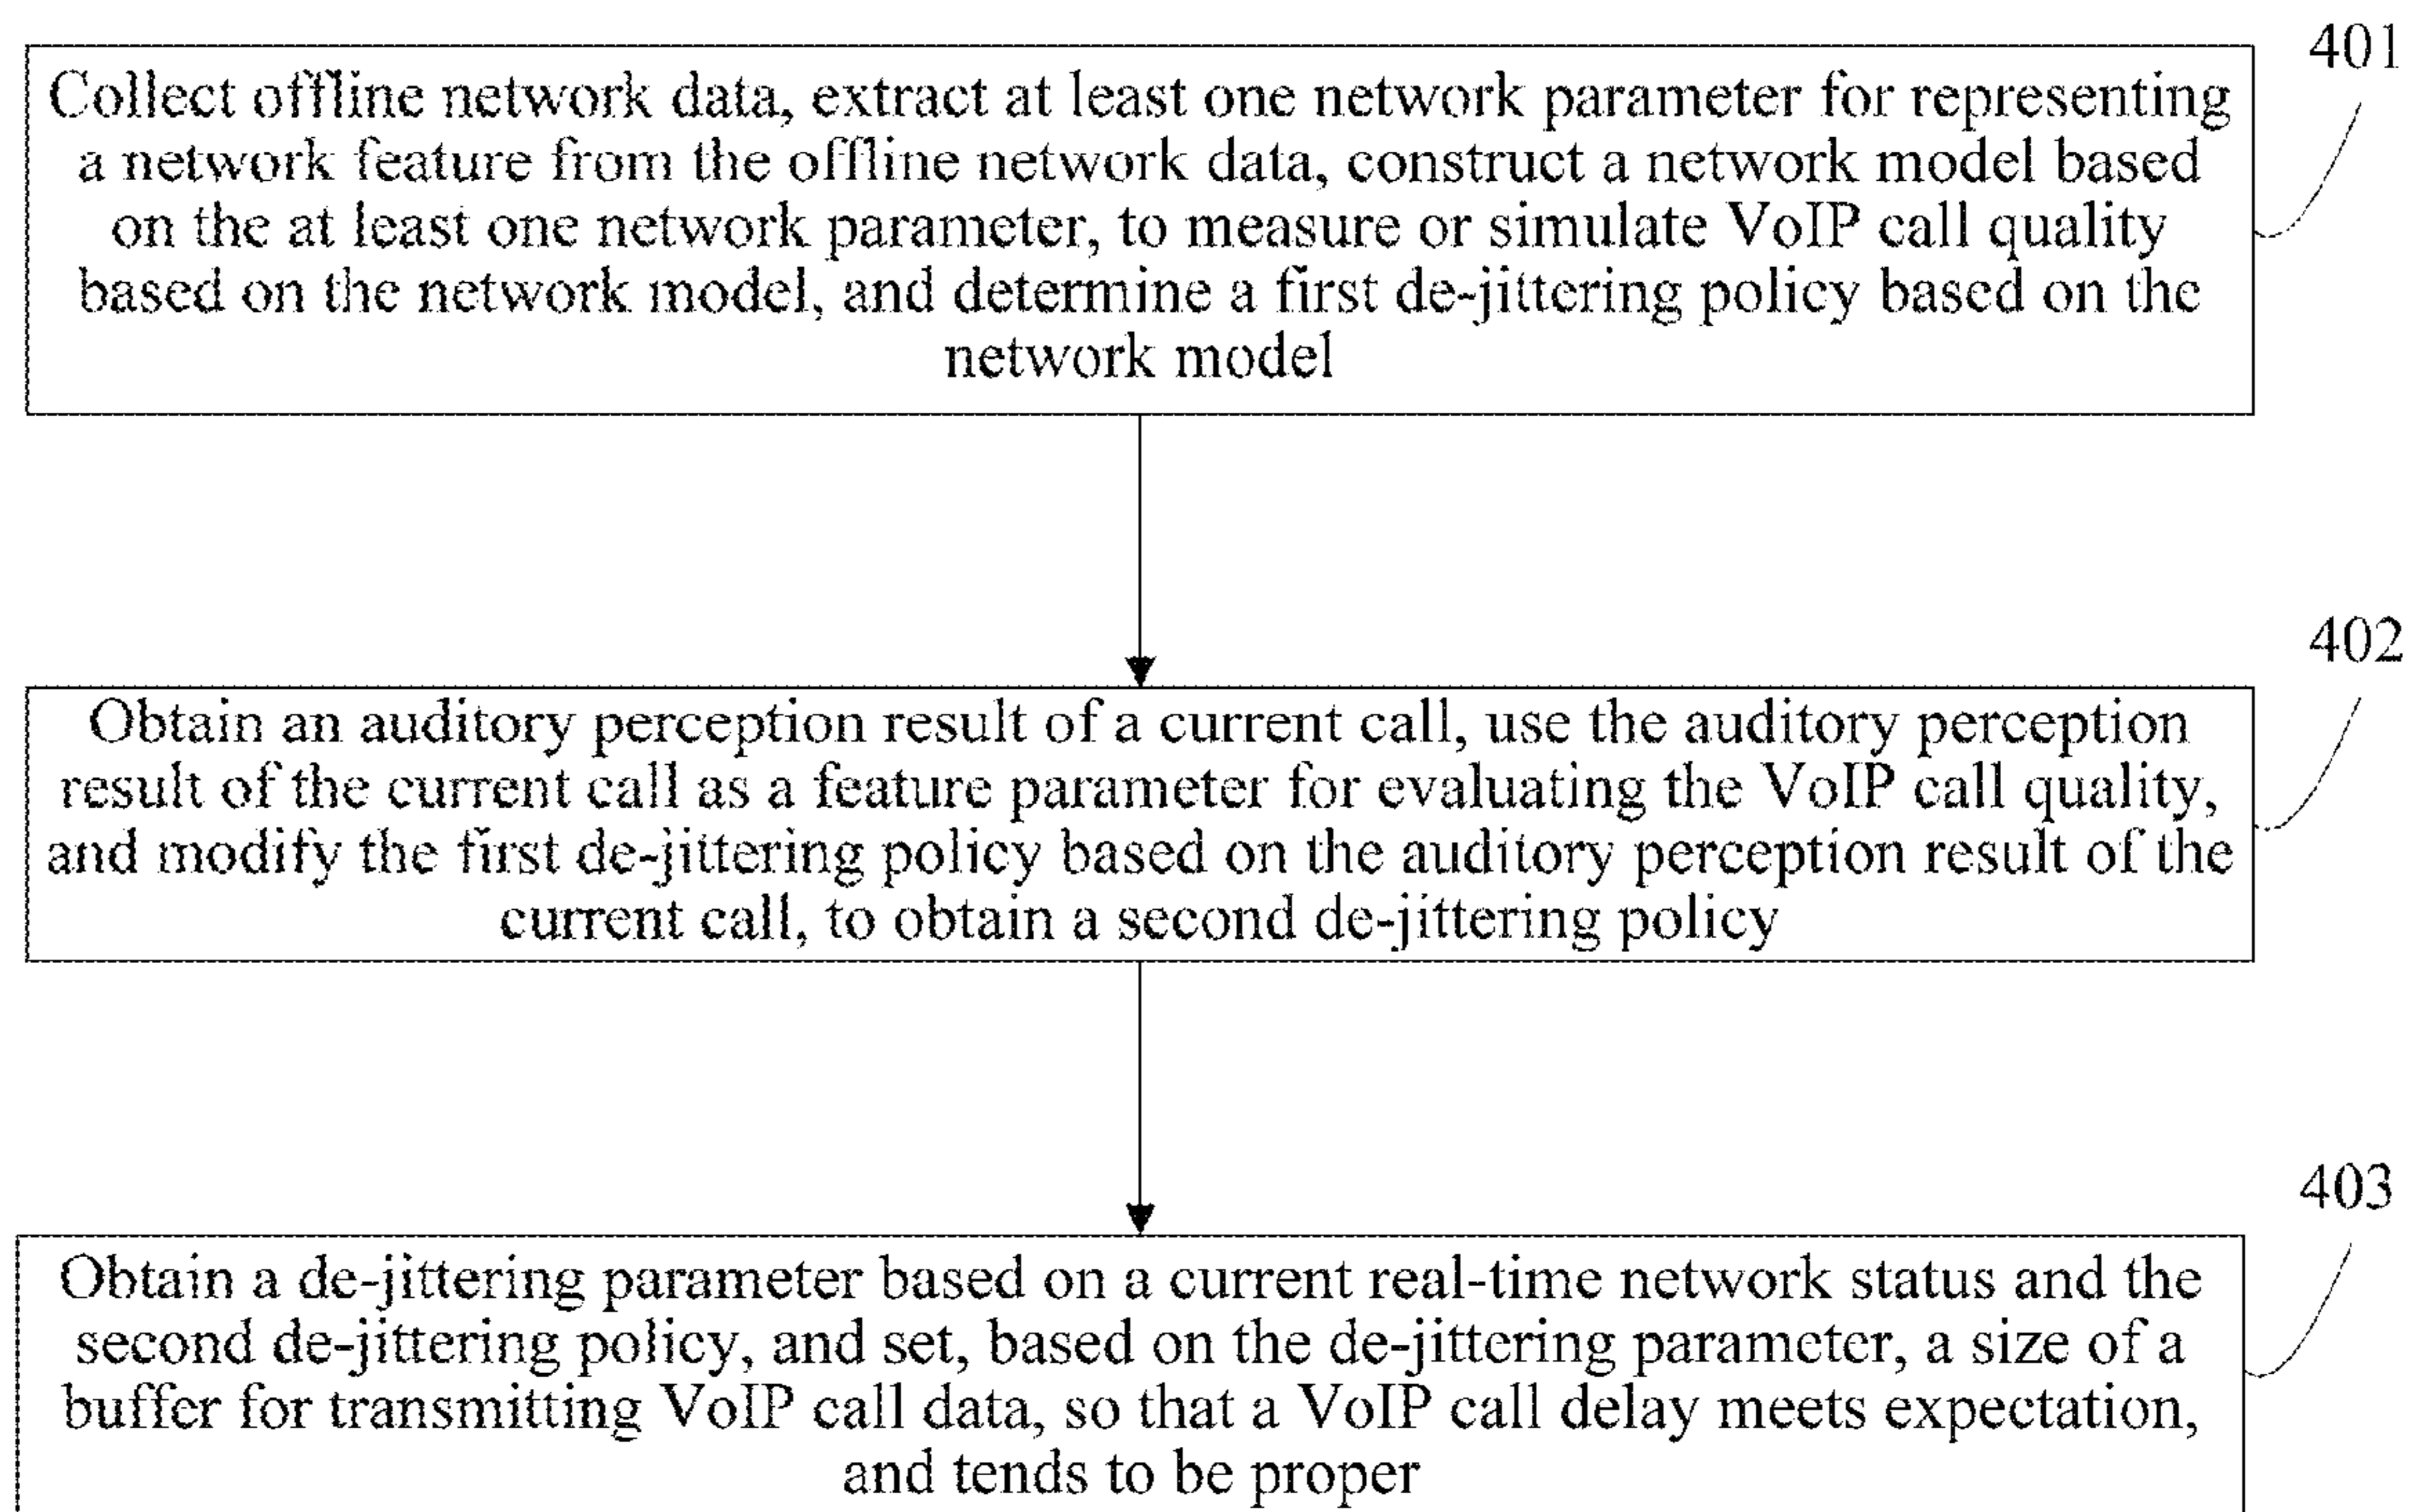 401
Collect offline network data, extract at least one network parameter for representing
a network feature from the offline network data, construct a network model based
on the at least one network parameter, to measure or simulate VoIP call quality
based on the network model, and determine a first de-jittering policy based on the
network model
402
Obtain an auditory perception result of a current call, use the auditory perception
result of the current call as a feature parameter for evaluating the VoIP call quality,
and modify the first de-jittering policy based on the auditory perception result of the
current call, to obtain a second de-jittering policy
403
Obtain a de-jittering parameter based on a current real-time network status and the
second de-jittering policy, and set, based on the de-jittering parameter, a size of a
buffer for transmitting VoIP call data, so that a VoIP call delay meets expectation,
and tends to be proper